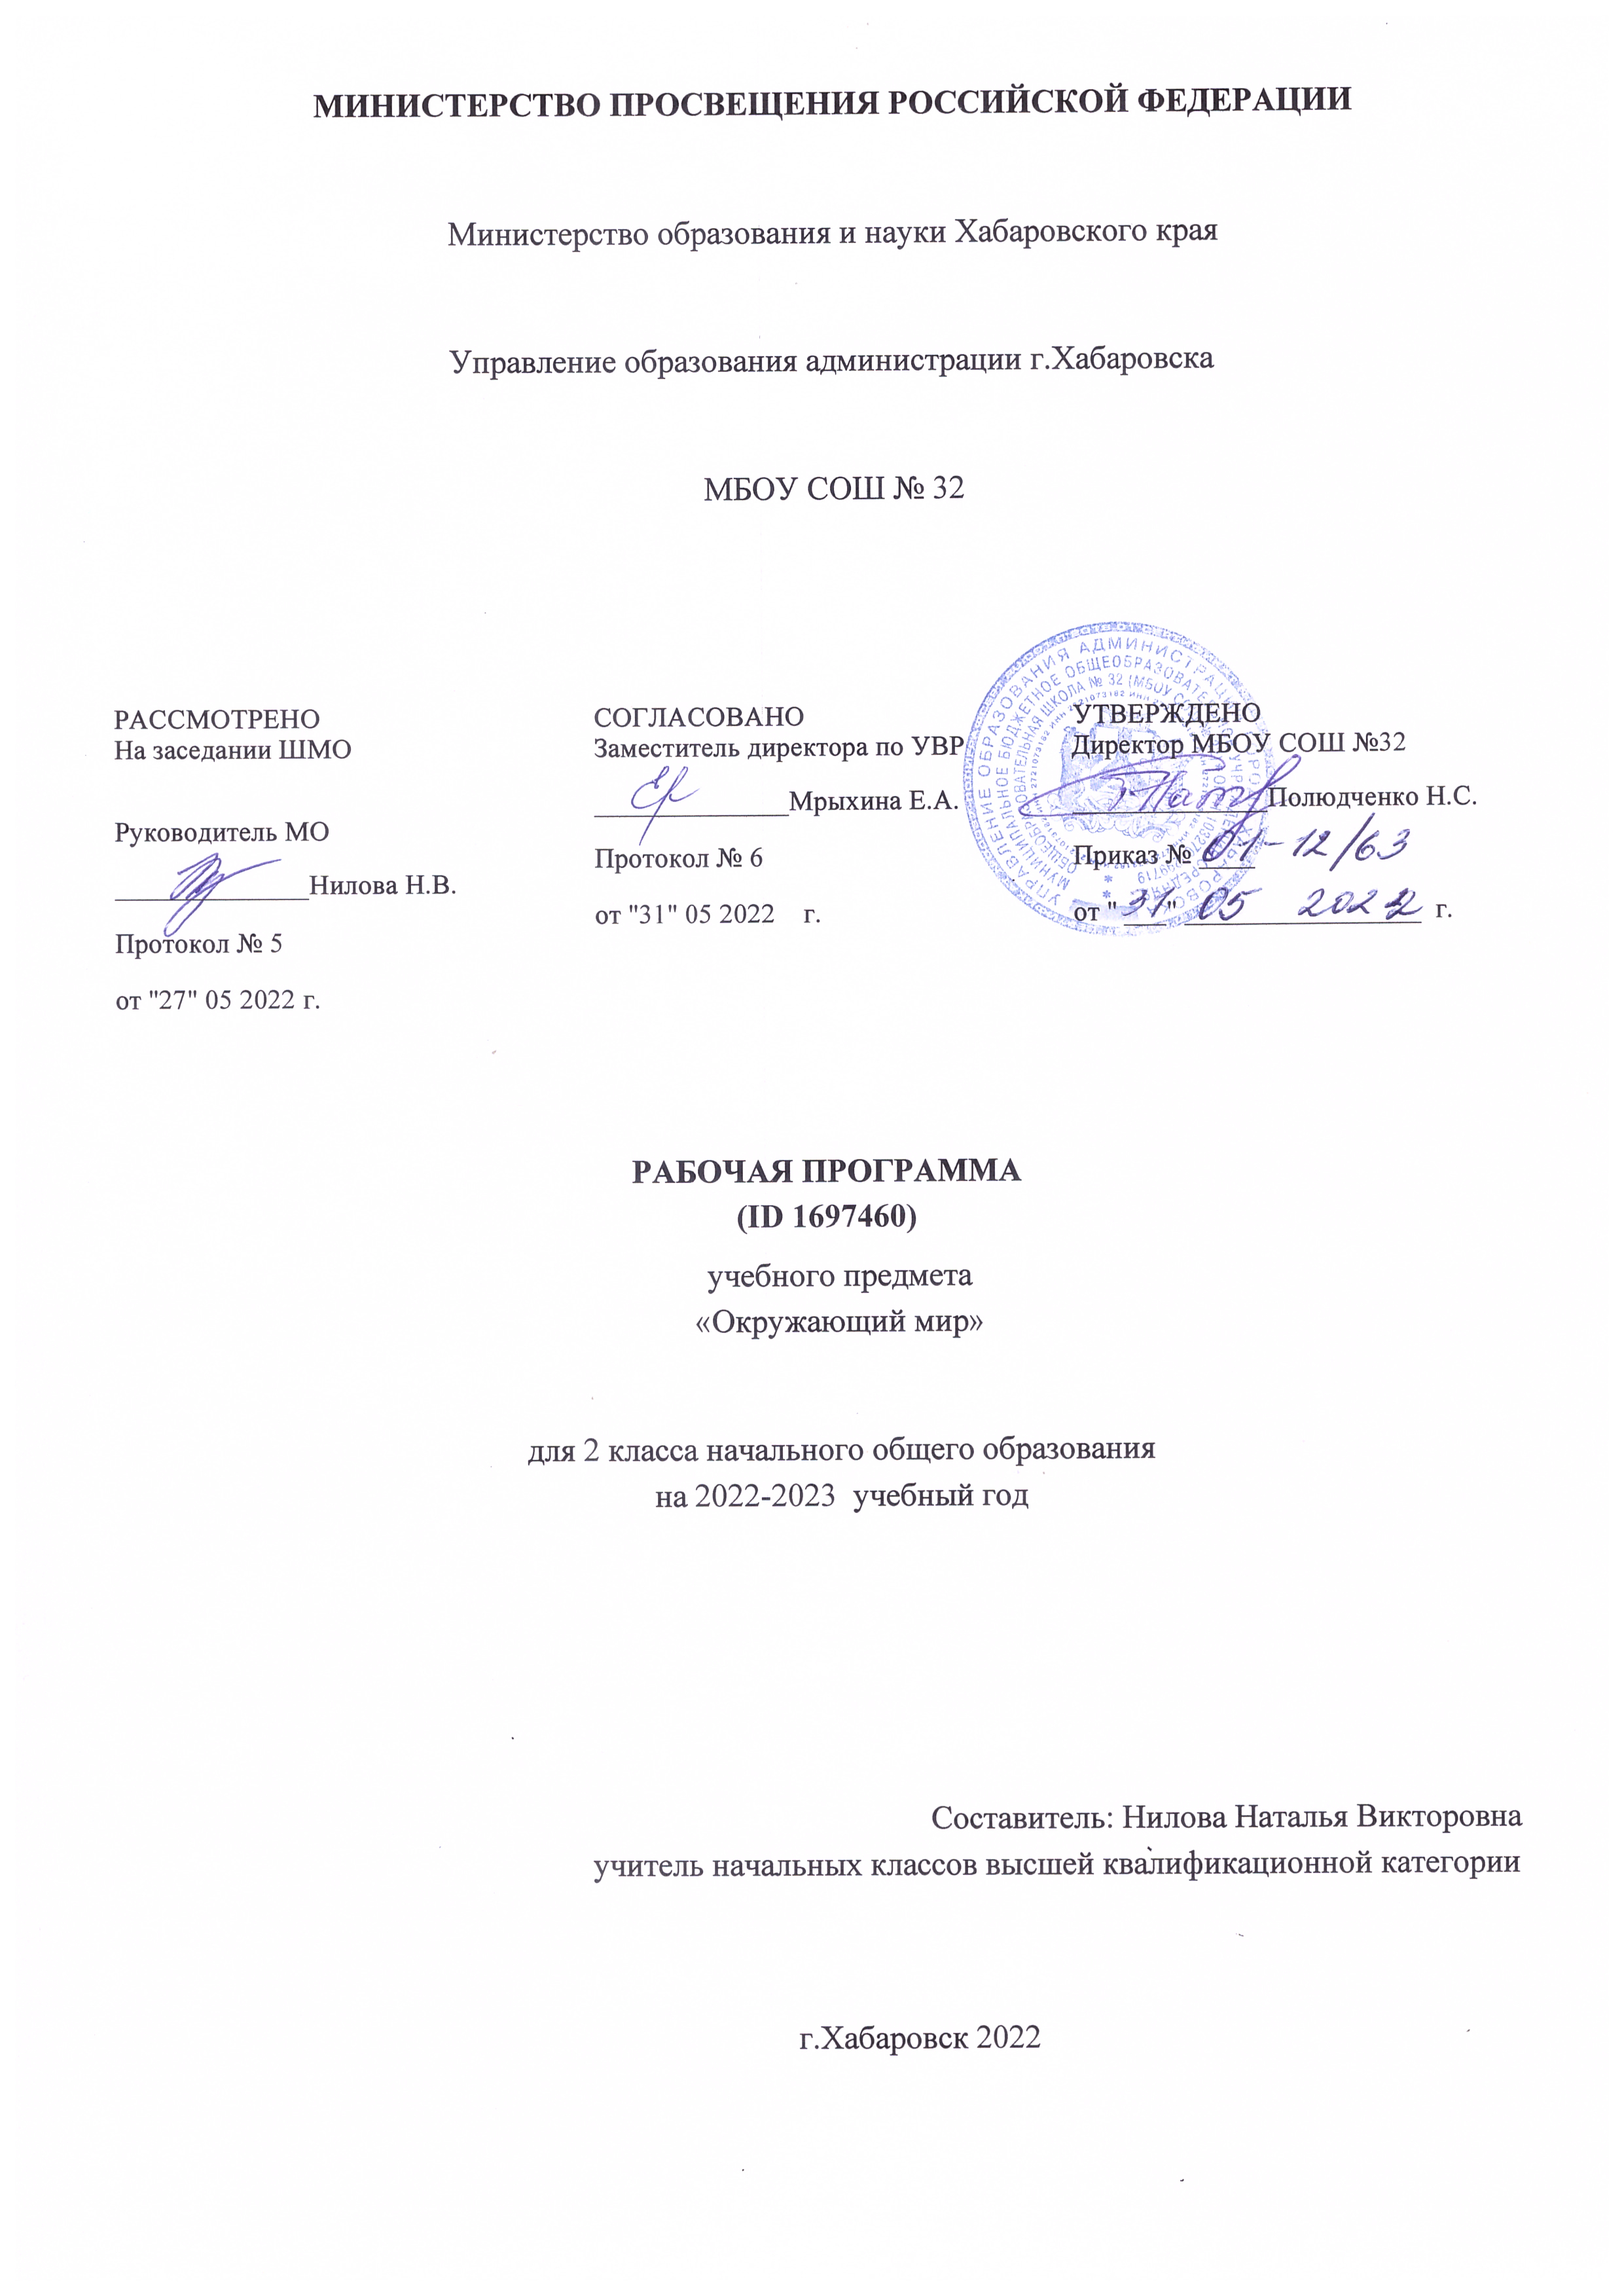 МИНИСТЕРСТВО ПРОСВЕЩЕНИЯ РОССИЙСКОЙ ФЕДЕРАЦИИ
Министерство образования и науки Хабаровского края
Управление образования администрации г.Хабаровска
МБОУ СОШ № 32
РАССМОТРЕНО
На заседании ШМО
Руководитель МО
Нилова Н.В.
Протокол № 5
от "27" 05 2022 г.
СОГЛАСОВАНО
Заместитель директора по УВР
Мрыхина Е.А.
Протокол № 6
от "31" 05 2022 г.
УТВЕРЖДЕНО
Директор МБОУ СОШ №32
Полюдченко Н.С.
Приказ № 01-12/63
от "31" 05 2022 г.
РАБОЧАЯ ПРОГРАММА
(ID 1697460)
учебного предмета
«Окружающий мир»
для 2 класса начального общего образования
на 2022-2023 учебный год
Составитель: Нилова Наталья Викторовна
учитель начальных классов высшей квалификационной категории
г.Хабаровск 2022